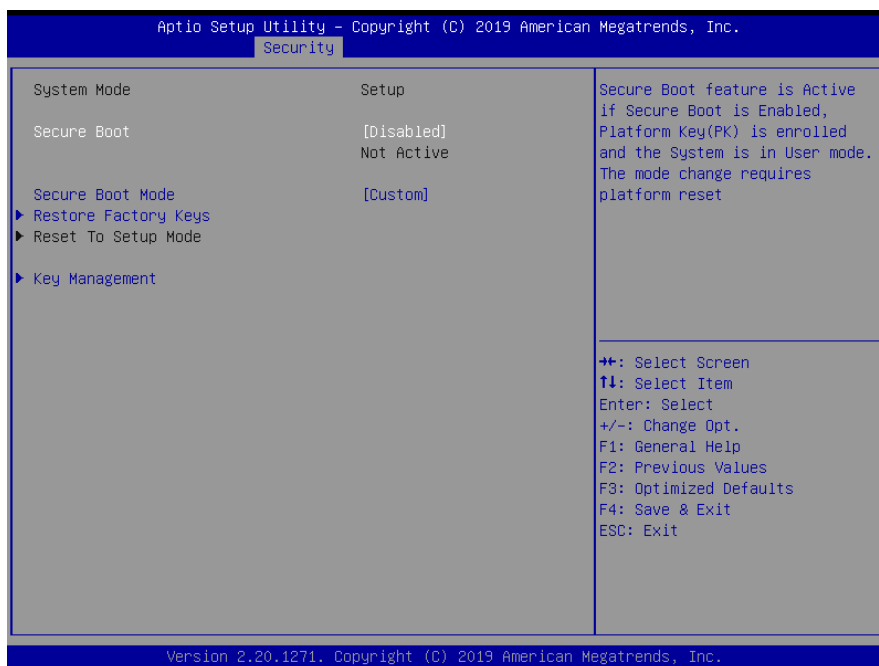 Aptio Setup Utility – Copyright (C) 2019 American Megatrends, Inc.
Security
System Mode Setup
Secure Boot [Disabled]
Not Active
Secure Boot Mode [Custom]
Restore Factory Keys
Reset To Setup Mode
Key Management
Secure Boot feature is Active
if Secure Boot is Enabled,
Platform Key(PK) is enrolled
and the System is in User mode.
The mode change requires
platform reset
→←: Select Screen
↑↓: Select Item
Enter: Select
+/-: Change Opt.
F1: General Help
F2: Previous Values
F3: Optimized Defaults
F4: Save & Exit
ESC: Exit
Version 2.20.1271. Copyright (C) 2019 American Megatrends, Inc.